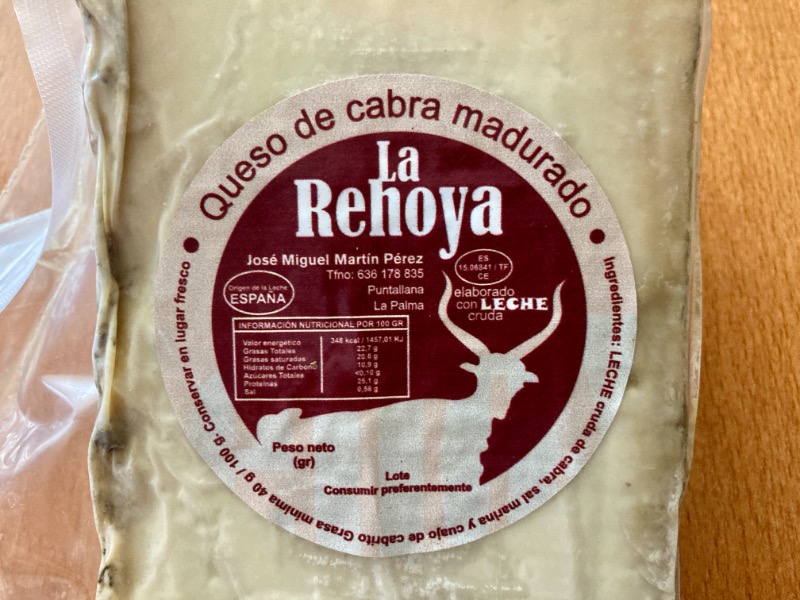 Queso de cabra madurado
La
Rehoya
José Miguel Martín Pérez
Tfno: 636 178 835
Puntallana
La Palma
Origen de la Leche
ESPAÑA
ES
15.06841 / TF
CE
elaborado
con LECHE
cruda
INFORMACIÓN NUTRICIONAL POR 100 GR
Valor energético 348 kcal / 1457,01 KJ
Grasas Totales 22,7 g
Grasas saturadas 20,6 g
Hidratos de Carbono 10,9 g
Azúcares Totales <0,10 g
Proteínas 25,1 g
Sal 0,56 g
Peso neto
(gr)
Lote
Consumir preferentemente
Ingredientes: LECHE cruda de cabra, sal marina y cuajo de cabrito Grasa mínima 40 g / 100 g. Conservar en lugar fresco